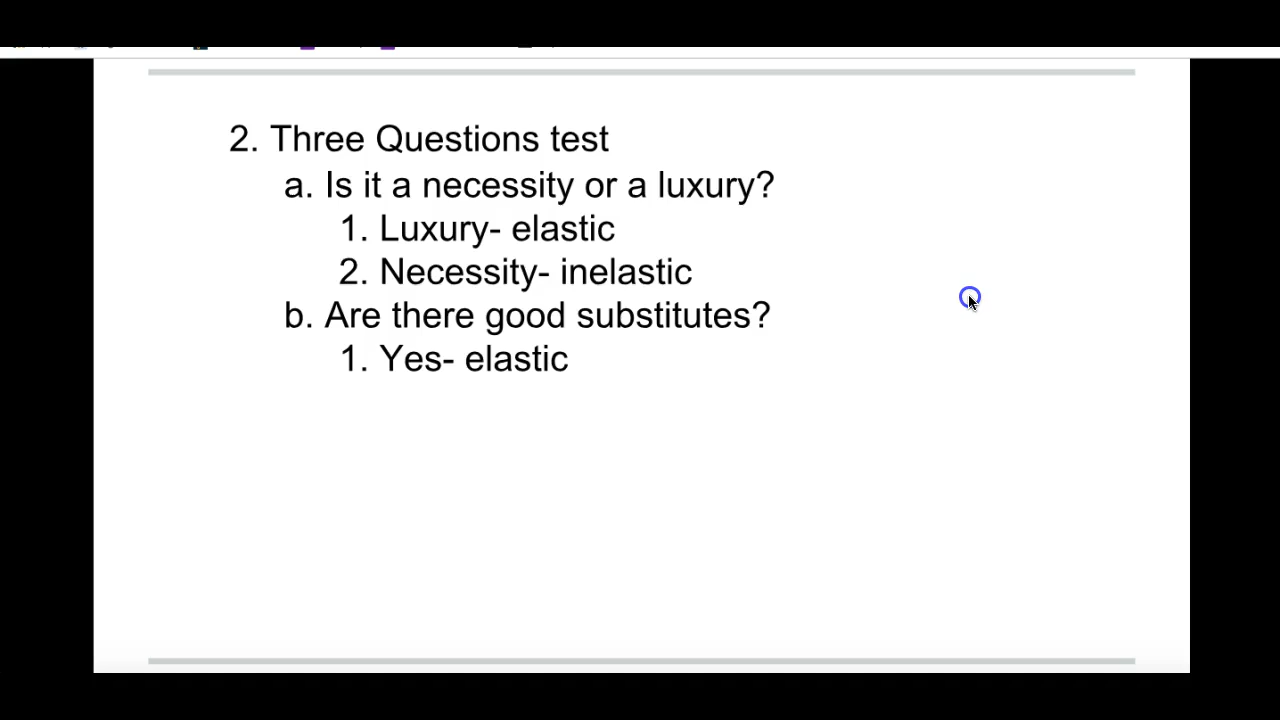 2. Three Questions test
a. Is it a necessity or a luxury?
1. Luxury- elastic
2. Necessity- inelastic
b. Are there good substitutes?
1. Yes- elastic